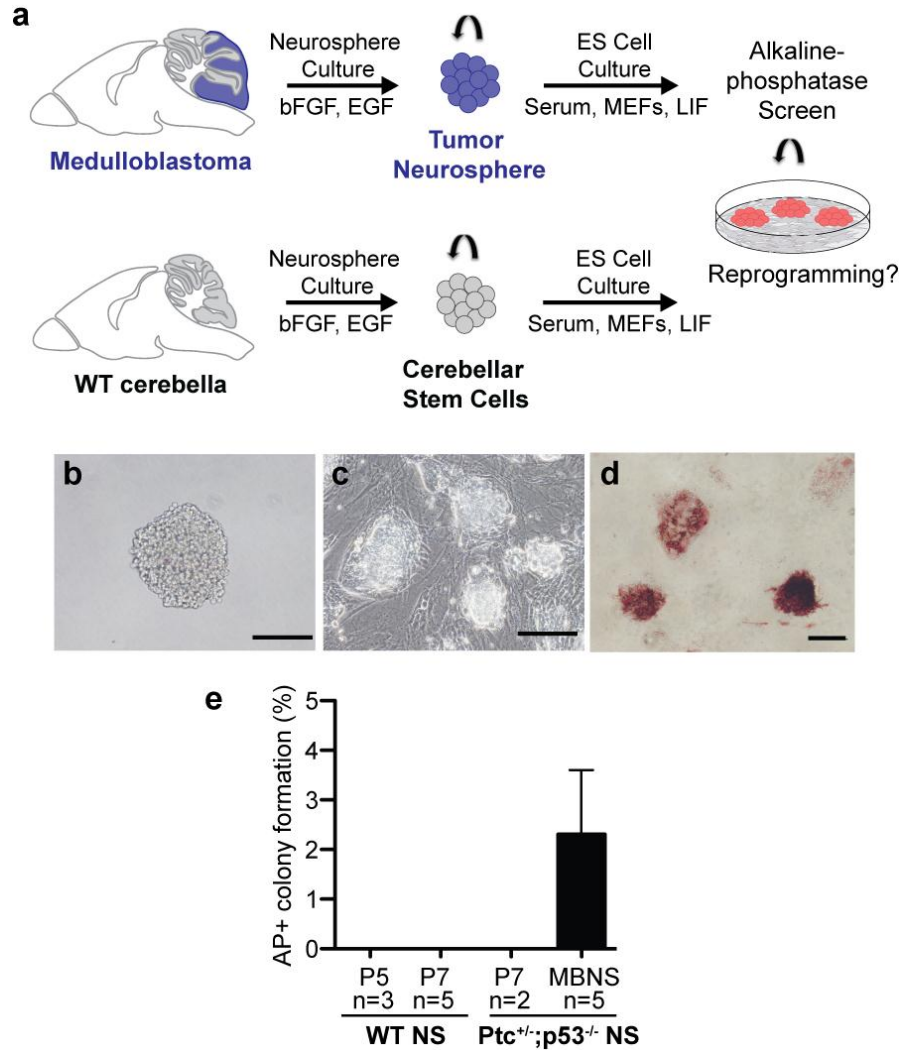 a
Neurosphere
Culture
bFGF, EGF
ES Cell
Culture
Serum, MEFs, LIF
Alkaline-
phosphatase
Screen
Medulloblastoma
Tumor
Neurosphere
Neurosphere
Culture
bFGF, EGF
ES Cell
Culture
Serum, MEFs, LIF
Reprogramming?
WT cerebella
Cerebellar
Stem Cells
b
c
d
e
AP+ colony formation (%)
5
4
3
2
1
0
P5
n=3
P7
n=5
P7
n=2
MBNS
n=5
WT NS
Ptc+/-;p53-/- NS